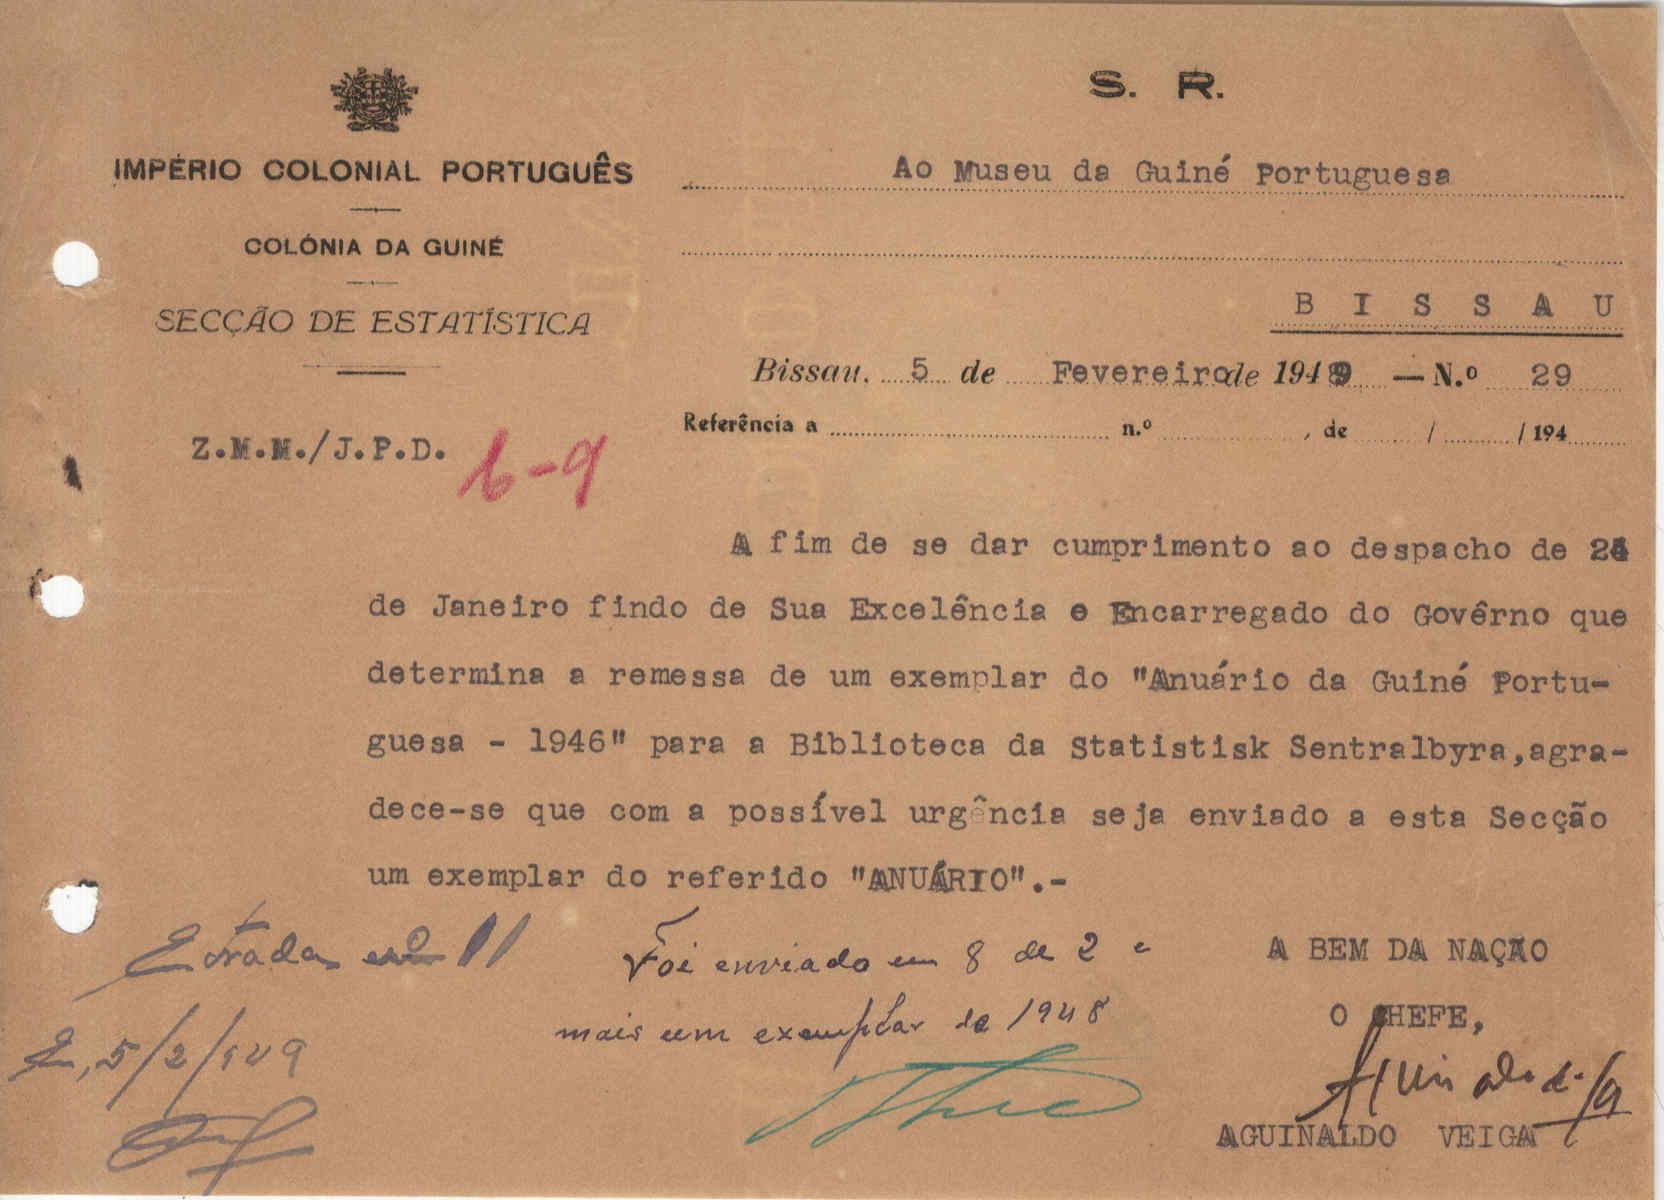 S. R.
IMPÉRIO COLONIAL PORTUGUÊS
COLÓNIA DA GUINÉ
SECÇÃO DE ESTATÍSTICA
Z.M.M./J.P.D.
6-9
Ao Museu da Guiné Portuguesa
BISSAU
Bissau, 5 de Fevereiro de 1949 — N.º 29
Referência a n.º , de / / 194
A fim de se dar cumprimento ao despacho de
de Janeiro findo de Sua Excelência e Encarregado do Govêrno que
determina a remessa de um exemplar do "Anuário da Guiné Portu-
guesa - 1946" para a Biblioteca da Statistisk Sentralbyra,agra-
dece-se que com a possível urgência seja enviado a esta Secção
um exemplar do referido "ANUÁRIO".-
Entrada nº 11
E, 5/2/949
Foi enviado em 8 de 2 e
mais um exemplar de 1948
A BEM DA NAÇÃO
O CHEFE,
AGUINALDO VEIGA